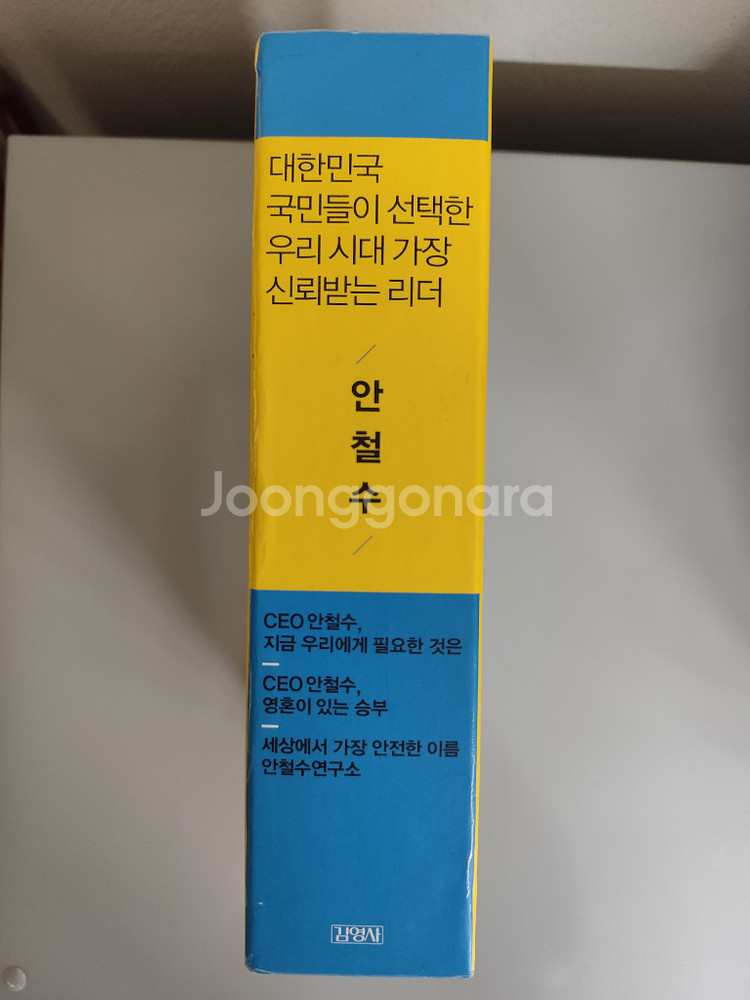 대한민국
국민들이 선택한
우리 시대 가장
신뢰받는 리더
안
철
수
Joonggonara
CEO 안철수,
지금 우리에게 필요한 것은
CEO 안철수,
영혼이 있는 승부
세상에서 가장 안전한 이름
안철수연구소
김영사